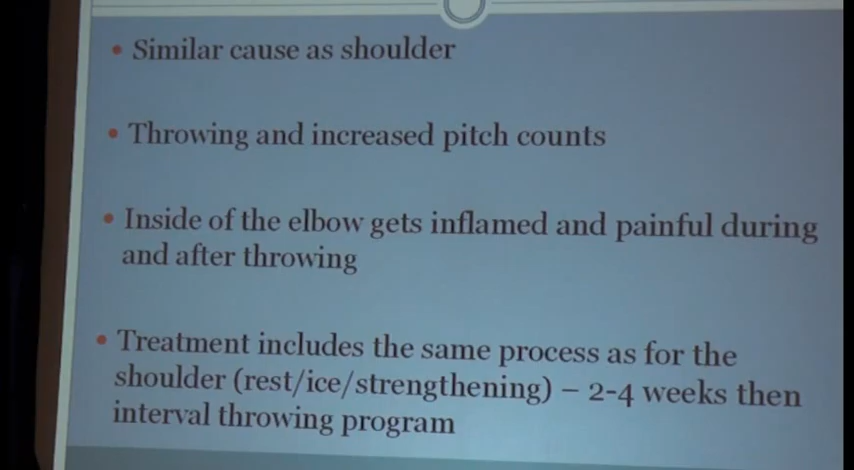 • Similar cause as shoulder
• Throwing and increased pitch counts
• Inside of the elbow gets inflamed and painful during
and after throwing
• Treatment includes the same process as for the
shoulder (rest/ice/strengthening) – 2-4 weeks then
interval throwing program